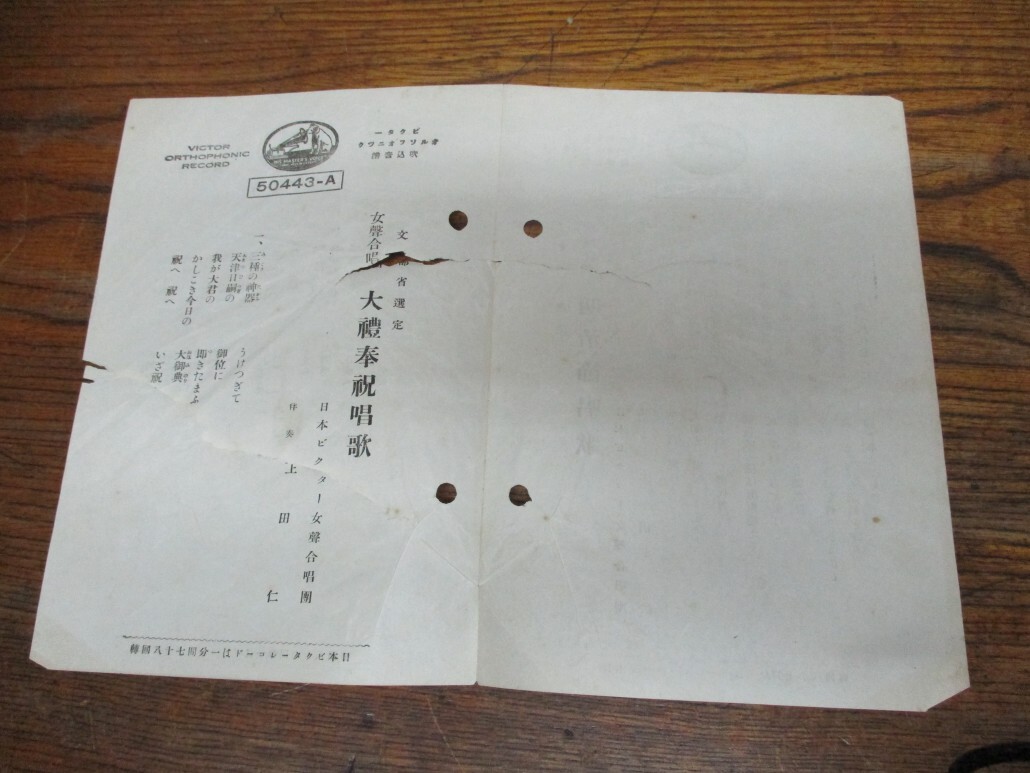 VICTOR
ORTHOPHONIC
RECORD
HIS MASTER'S VOICE
ビクター
オルソフオニツク
吹込音譜
50443-A
文部省選定
女聲合唱 大禮奉祝唱歌
日本ビクター女聲合唱團
伴奏 上田仁
一、三種の神器 うけつぎて
天津日嗣の 御位に
我が大君の 即きたまふ
かしこき今日の 大御典
祝へ 祝へ いざ祝へ
日本ビクターレコードは一分間七十八回轉